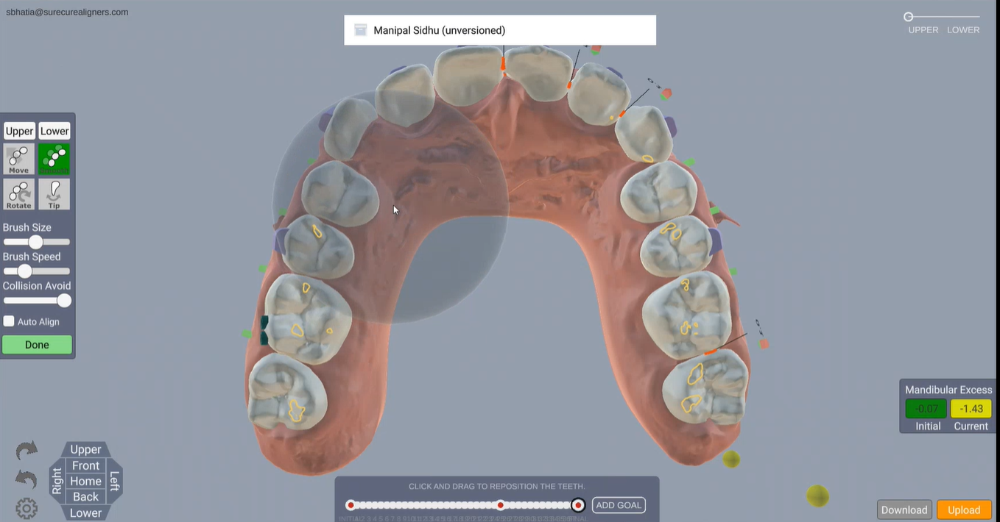 sbhatia@surecurealigners.com
Manipal Sidhu (unversioned)
UPPER LOWER
Upper Lower
Move Smooth
Rotate Tip
Brush Size
Brush Speed
Collision Avoid
Auto Align
Done
Mandibular Excess
-0.07 -1.43
Initial Current
Upper
Front
Right Home Left
Back
Lower
CLICK AND DRAG TO REPOSITION THE TEETH.
ADD GOAL
Download Upload